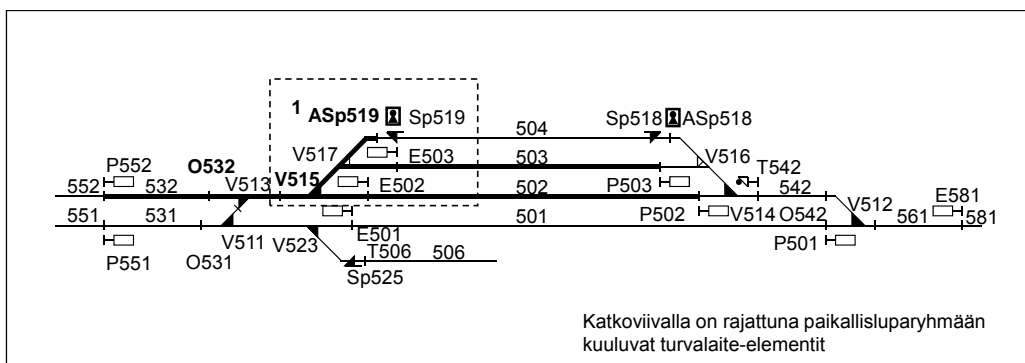 1 ASp519 Sp519 Sp518 ASp518
504
V517 E503 503 V516
P552 O532 T542
552 532 V513 V515 E502 502 P503 542 E581
551 531 501 P502 V514 O542 V512 561 581
V511 V523 E501 P501
P551 O531 T506 506
Sp525
Katkoviivalla on rajattuna paikallisluparyhmään
kuuluvat turvalaite-elementit